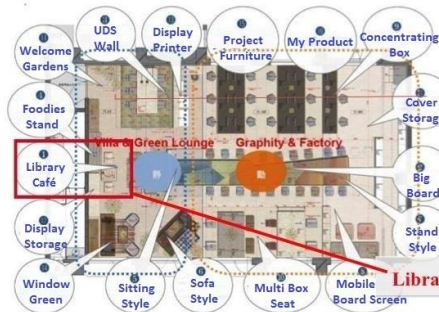 UDS
Wall
Display
Printer
Project
Furniture
My Product
Concentrating
Box
Welcome
Gardens
Foodies
Stand
Cover
Storag
Villa & Green Lounge
Graphity & Factory
Library
Café
Big
Board
Display
Storage
Stand
Style
Window
Green
Sitting
Style
Sofa
Style
Multi Box
Seat
Mobile
Board Screen
Libra